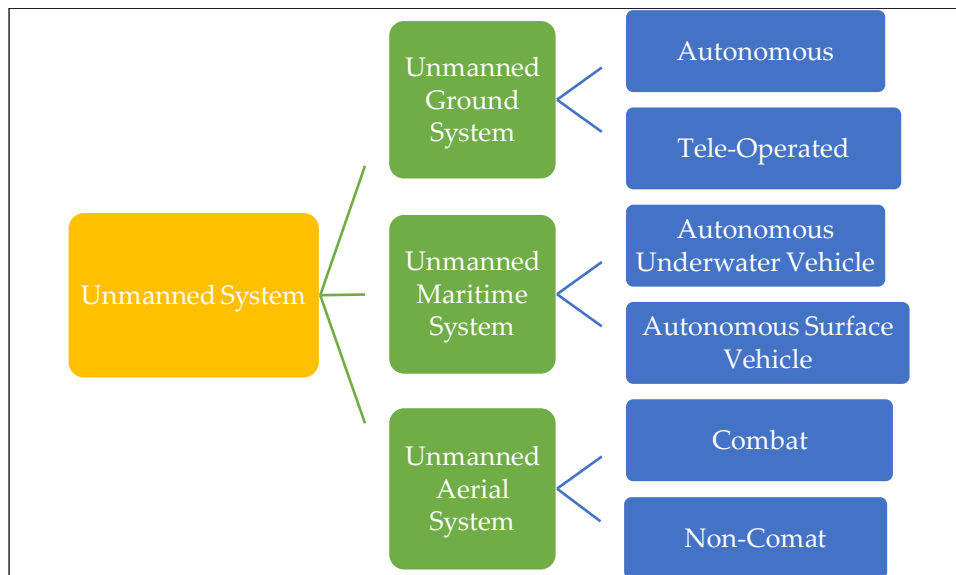 Unmanned System
Unmanned
Ground
System
Autonomous
Tele-Operated
Unmanned
Maritime
System
Autonomous
Underwater Vehicle
Autonomous Surface
Vehicle
Unmanned
Aerial
System
Combat
Non-Comat